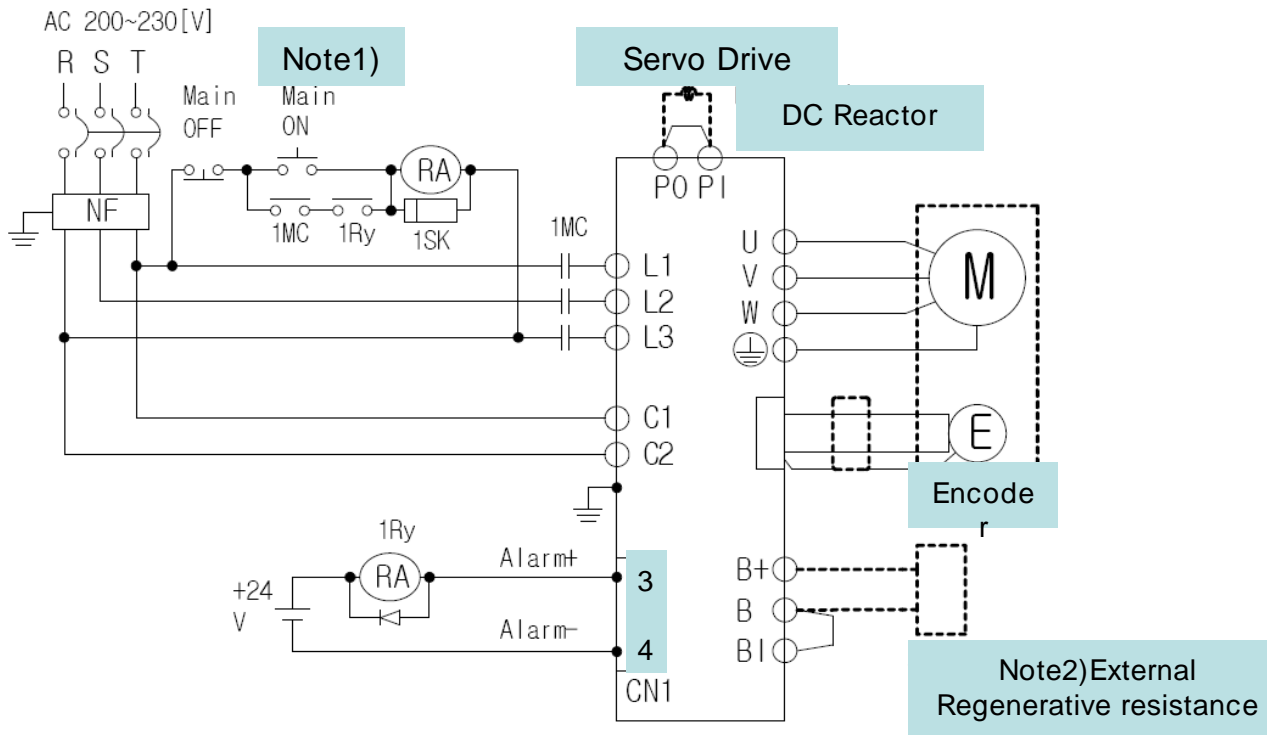 AC 200~230[V]
R S T
Note1)
Servo Drive
Main
OFF
Main
ON
DC Reactor
RA
PO PI
NF
1MC 1Ry 1SK
1MC
L1
L2
L3
U
V
W
M
C1
C2
E
Encode
r
1Ry
RA
+24
V
Alarm+
3
Alarm-
4
CN1
B+
B
BI
Note2)External
Regenerative resistance